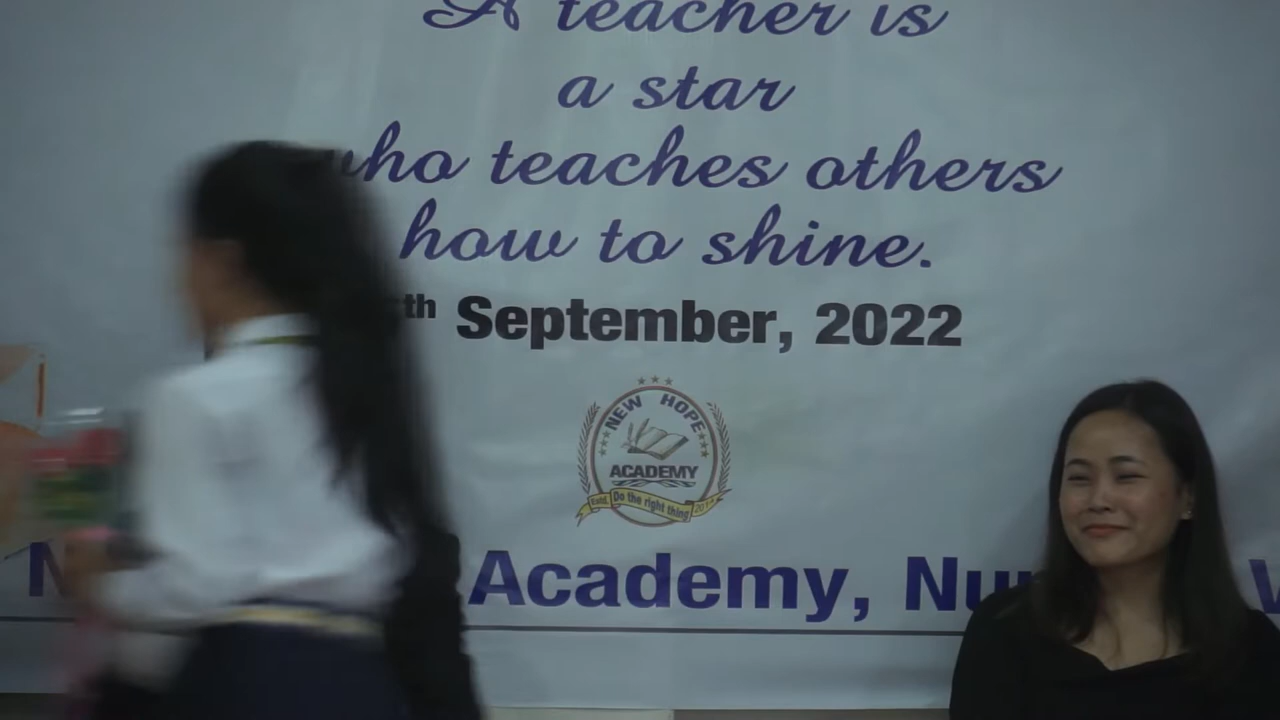 A teacher is
a star
who teaches others
how to shine.
th September, 2022
NEW HOPE
ACADEMY
Estd. Do the right thing
Academy,